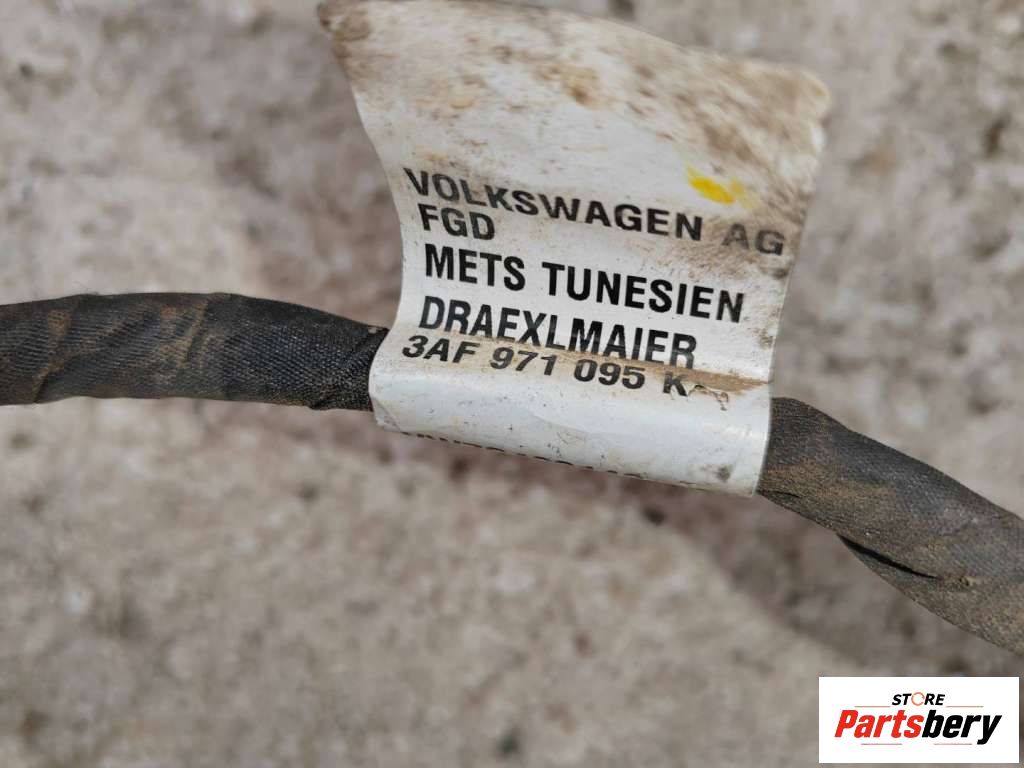 VOLKSWAGEN AG
FGD
METS TUNESIEN
DRAEXLMAIER
3AF 971 095 K
STORE
Partsbery